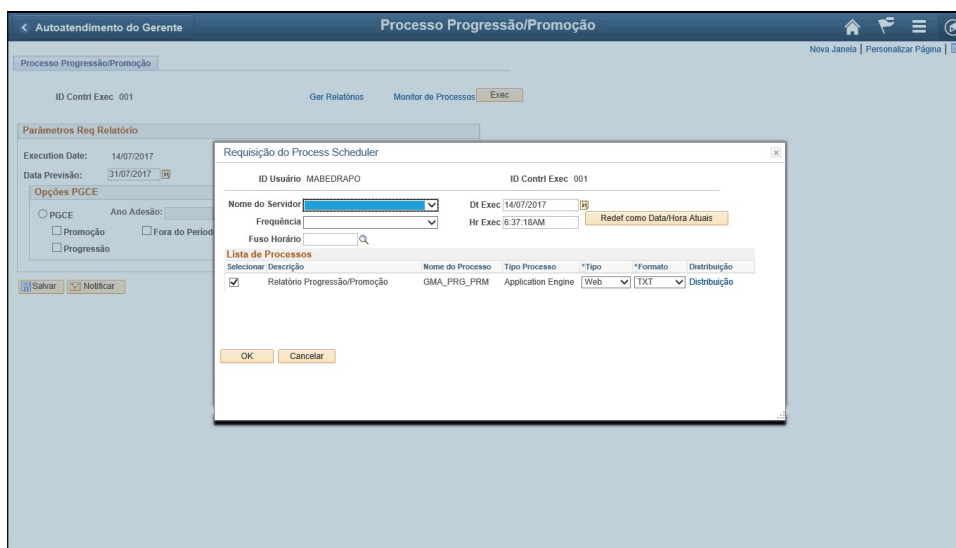 Autoatendimento do Gerente
Processo Progressão/Promoção
Nova Janela | Personalizar Página |
Processo Progressão/Promoção
ID Contrl Exec 001 Ger Relatórios Monitor de Processos Exec
Parâmetros Req Relatório
Execution Date: 14/07/2017
Data Previsão: 31/07/2017
Opções PGCE
PGCE Ano Adesão:
Promoção Fora do Períod
Progressão
Salvar Notificar
Requisição do Process Scheduler
ID Usuário MABEDRAPO ID Contrl Exec 001
Nome do Servidor Dt Exec 14/07/2017
Frequência Hr Exec 6:37:18AM Redef como Data/Hora Atuais
Fuso Horário
Lista de Processos
Selecionar Descrição Nome do Processo Tipo Processo *Tipo *Formato Distribuição
Relatório Progressão/Promoção GMA_PRG_PRM Application Engine Web TXT Distribuição
OK Cancelar